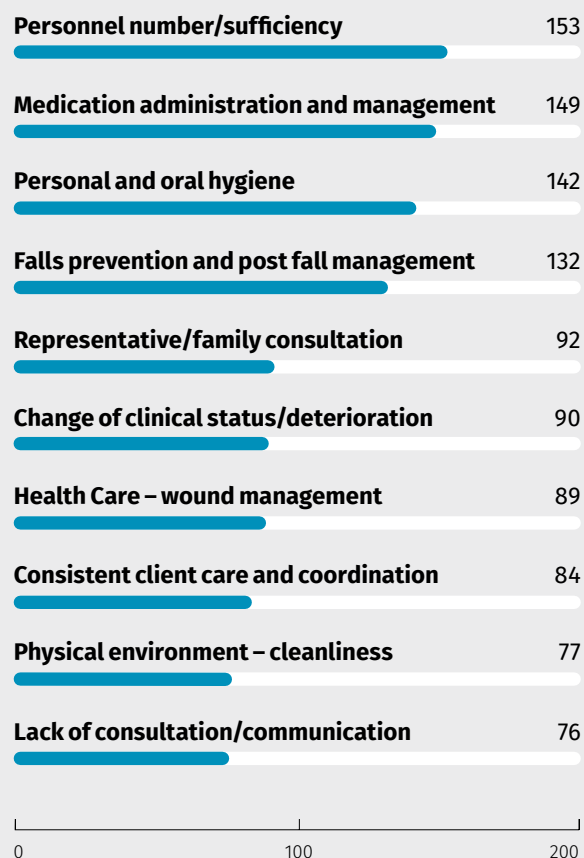 Personnel number/sufficiency 153
Medication administration and management 149
Personal and oral hygiene 142
Falls prevention and post fall management 132
Representative/family consultation 92
Change of clinical status/deterioration 90
Health Care – wound management 89
Consistent client care and coordination 84
Physical environment – cleanliness 77
Lack of consultation/communication 76
0 100 200